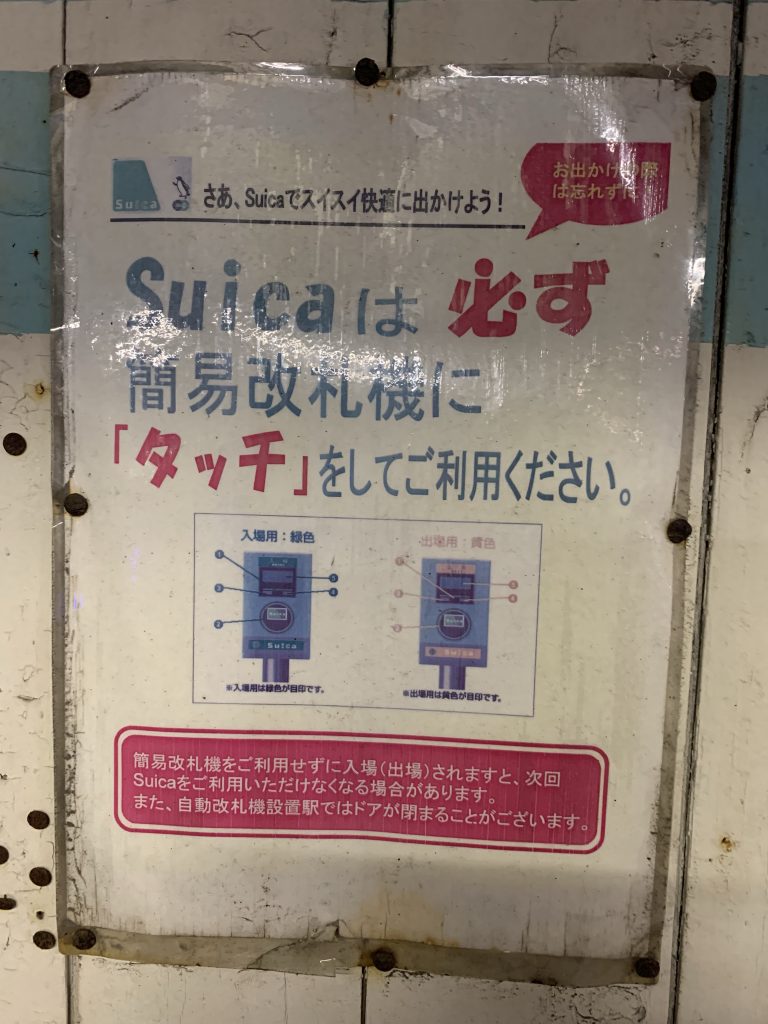 Suica
さあ、Suicaでスイスイ快適に出かけよう！
お出かけの際
は忘れずに
Suicaは 必ず
簡易改札機に
「タッチ」をしてご利用ください。
入場用：緑色
出場用：黄色
Suica
Suica
※入場用は緑色が目印です。
※出場用は黄色が目印です。
簡易改札機をご利用せずに入場（出場）されますと、次回
Suicaをご利用いただけなくなる場合があります。
また、自動改札機設置駅ではドアが閉まることがございます。